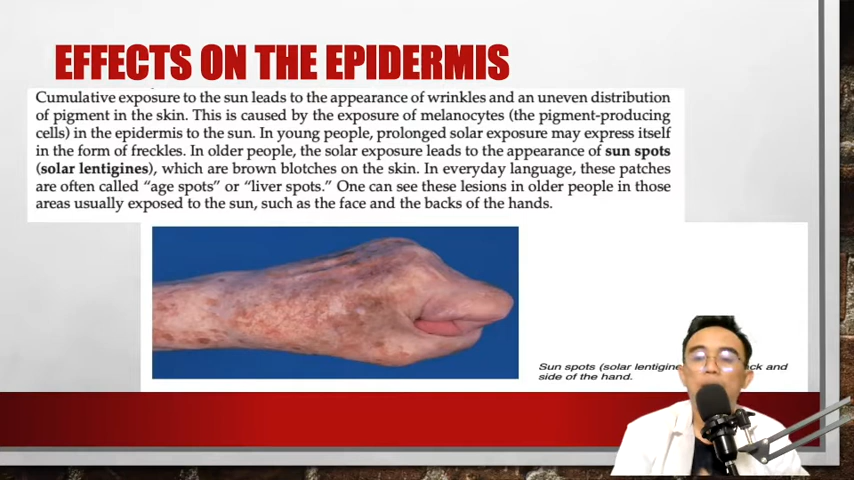 EFFECTS ON THE EPIDERMIS
Cumulative exposure to the sun leads to the appearance of wrinkles and an uneven distribution
of pigment in the skin. This is caused by the exposure of melanocytes (the pigment-producing
cells) in the epidermis to the sun. In young people, prolonged solar exposure may express itself
in the form of freckles. In older people, the solar exposure leads to the appearance of sun spots
(solar lentigines), which are brown blotches on the skin. In everyday language, these patches
are often called “age spots” or “liver spots.” One can see these lesions in older people in those
areas usually exposed to the sun, such as the face and the backs of the hands.
Sun spots (solar and
side of the hand.